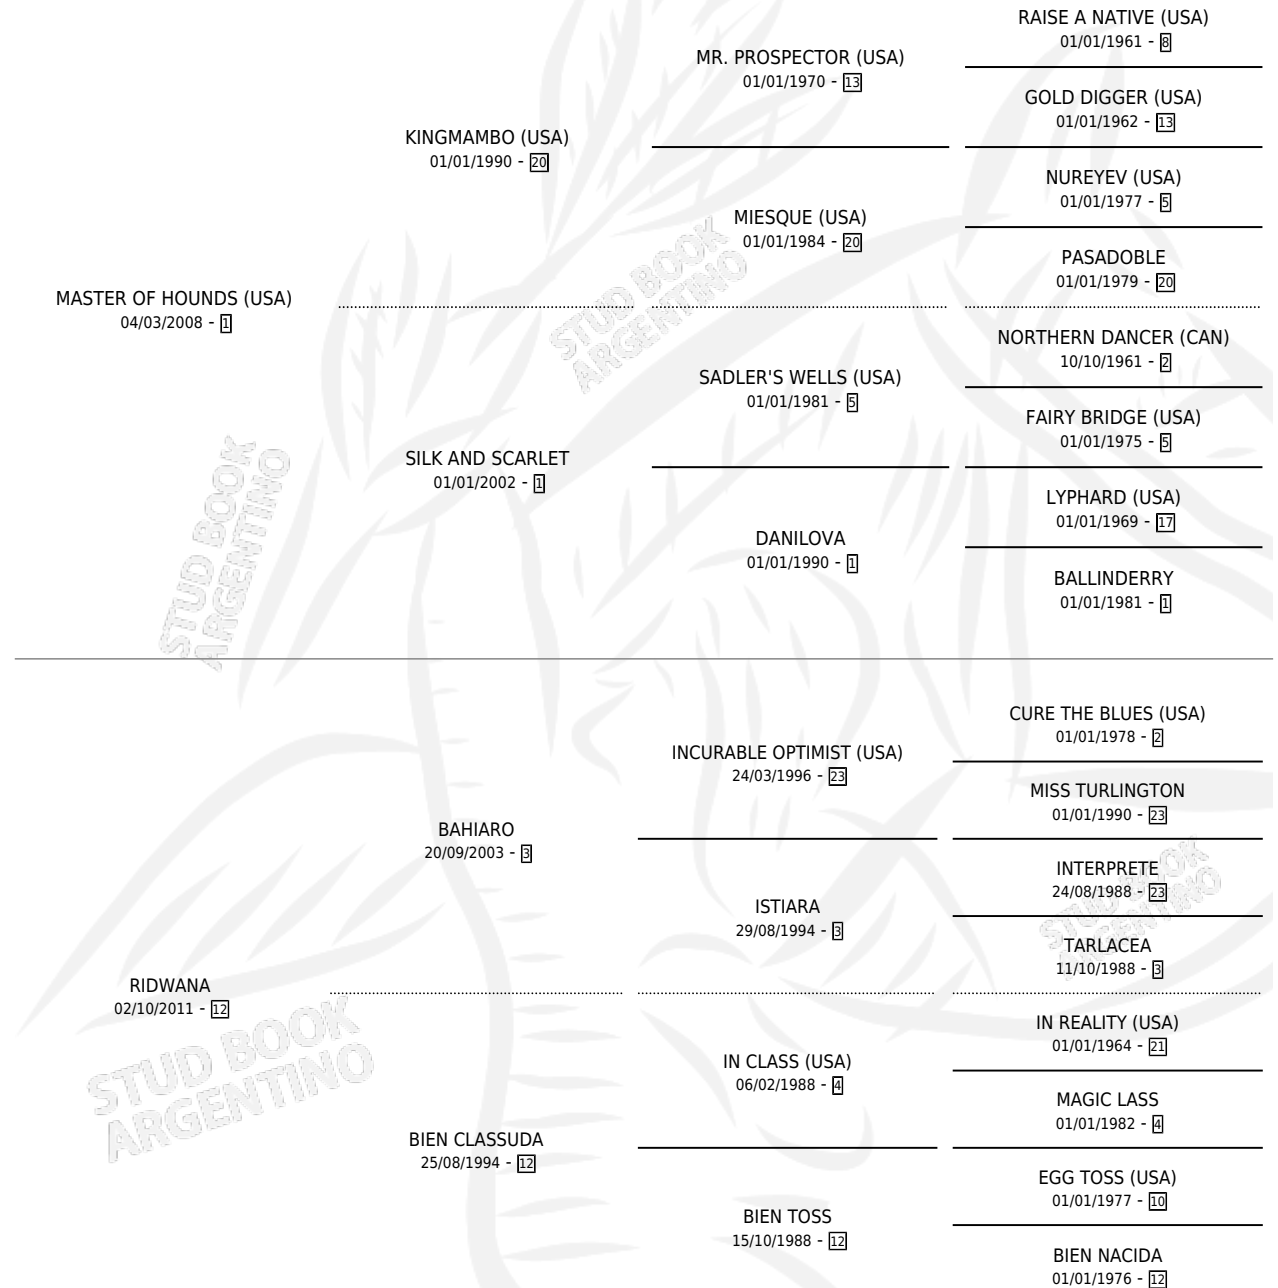 RAISE A NATIVE (USA)
01/01/1961 - 8
MR. PROSPECTOR (USA)
01/01/1970 - 13
GOLD DIGGER (USA)
01/01/1962 - 13
KINGMAMBO (USA)
01/01/1990 - 20
NUREYEV (USA)
01/01/1977 - 5
MIESQUE (USA)
01/01/1984 - 20
PASADOBLE
01/01/1979 - 20
MASTER OF HOUNDS (USA)
04/03/2008 - 1
NORTHERN DANCER (CAN)
10/10/1961 - 2
SADLER'S WELLS (USA)
01/01/1981 - 5
FAIRY BRIDGE (USA)
01/01/1975 - 5
SILK AND SCARLET
01/01/2002 - 1
LYPHARD (USA)
01/01/1969 - 17
DANILOVA
01/01/1990 - 1
BALLINDERRY
01/01/1981 - 1
CURE THE BLUES (USA)
01/01/1978 - 2
INCURABLE OPTIMIST (USA)
24/03/1996 - 23
MISS TURLINGTON
01/01/1990 - 23
BAHIARO
20/09/2003 - 3
INTERPRETE
24/08/1988 - 23
ISTIARA
29/08/1994 - 3
TARLACEA
11/10/1988 - 3
RIDWANA
02/10/2011 - 12
IN REALITY (USA)
01/01/1964 - 21
IN CLASS (USA)
06/02/1988 - 4
MAGIC LASS
01/01/1982 - 4
BIEN CLASSUDA
25/08/1994 - 12
EGG TOSS (USA)
01/01/1977 - 10
BIEN TOSS
15/10/1988 - 12
BIEN NACIDA
01/01/1976 - 12
STUD BOOK
ARGENTINO
STUD BOOK
ARGENTINO
STUD BOOK
ARGENTINO
STUD BOOK
ARGENTINO